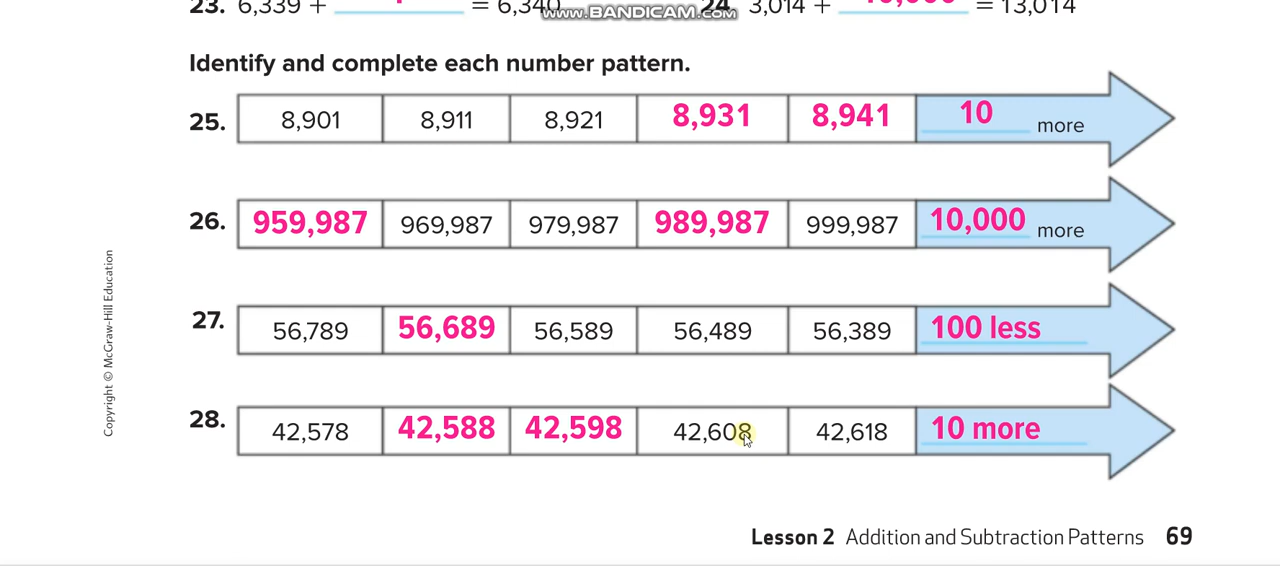 23. 6,339 + = 6,340 24. 3,014 + 10,000 = 13,014
www.BANDICAM.com
Identify and complete each number pattern.
25. 8,901 8,911 8,921 8,931 8,941 10 more
26. 959,987 969,987 979,987 989,987 999,987 10,000 more
27. 56,789 56,689 56,589 56,489 56,389 100 less
28. 42,578 42,588 42,598 42,608 42,618 10 more
Copyright © McGraw-Hill Education
Lesson 2 Addition and Subtraction Patterns 69